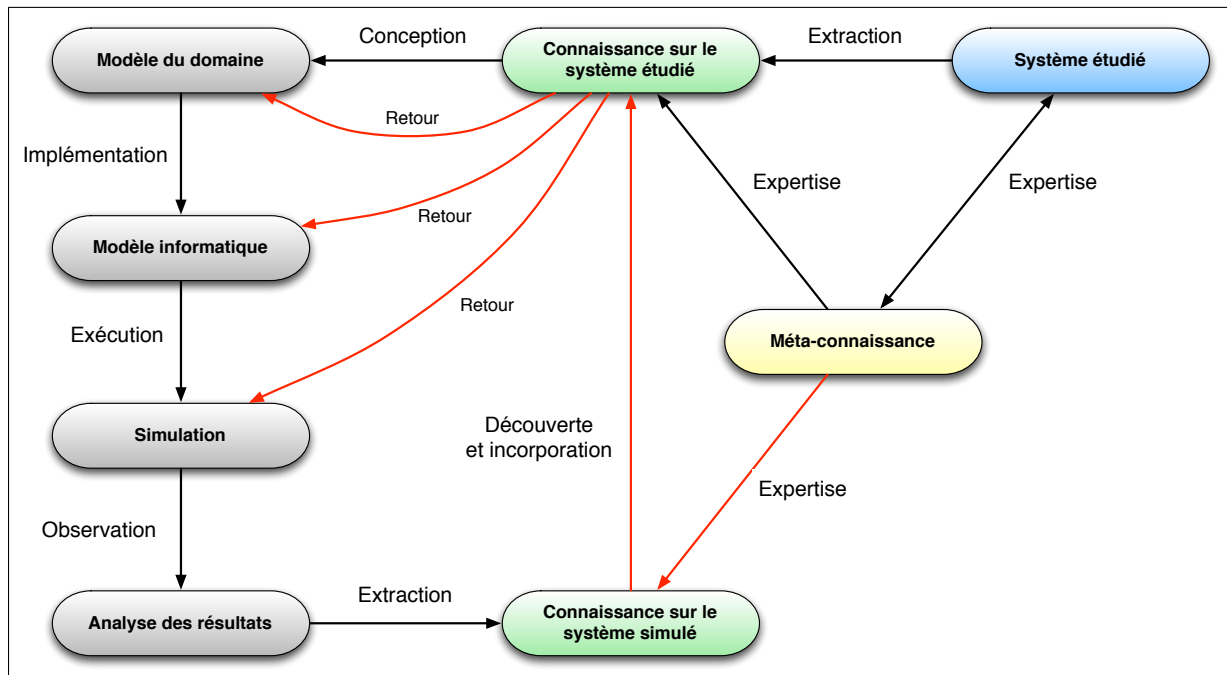 Conception
Extraction
Modèle du domaine
Connaissance sur le
système étudié
Système étudié
Retour
Implémentation
Expertise
Expertise
Retour
Modèle informatique
Retour
Exécution
Méta-connaissance
Découverte
et incorporation
Simulation
Expertise
Observation
Extraction
Analyse des résultats
Connaissance sur le
système simulé